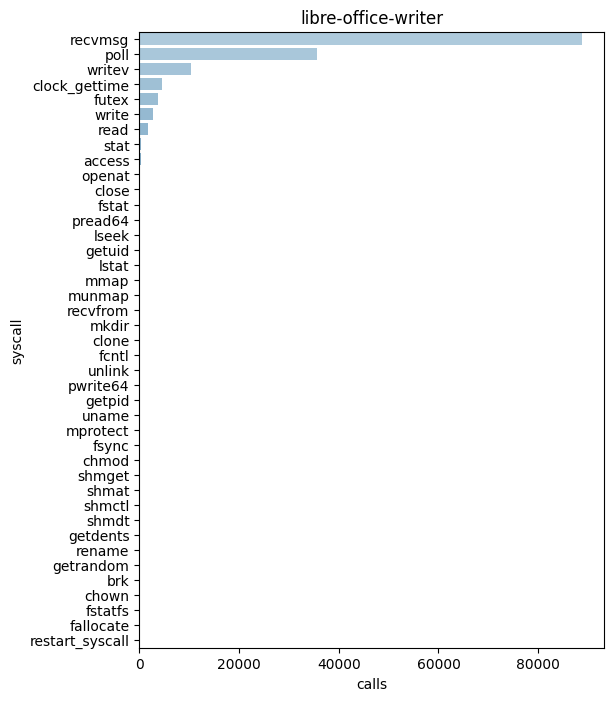 libre-office-writer
recvmsg
poll
writev
clock_gettime
futex
write
read
stat
access
openat
close
fstat
pread64
lseek
getuid
lstat
mmap
munmap
recvfrom
mkdir
clone
fcntl
unlink
pwrite64
getpid
uname
mprotect
fsync
chmod
shmget
shmat
shmctl
shmdt
getdents
rename
getrandom
brk
chown
fstatfs
fallocate
restart_syscall
syscall
0 20000 40000 60000 80000
calls